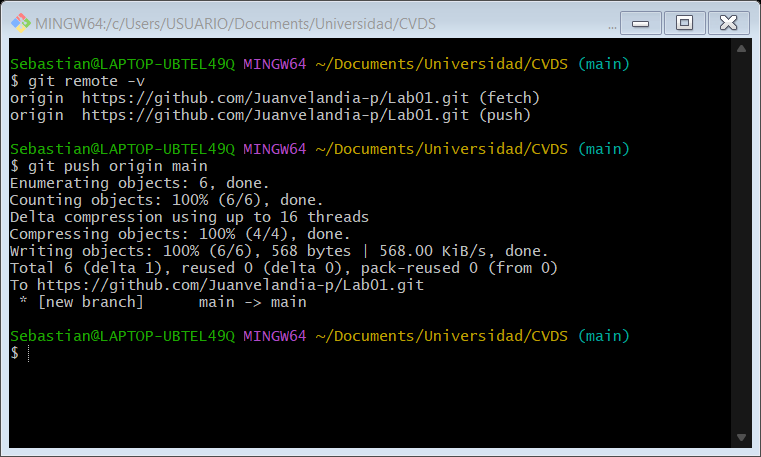 MINGW64:/c/Users/USUARIO/Documents/Universidad/CVDS
...
Sebastian@LAPTOP-UBTEL49Q MINGW64 ~/Documents/Universidad/CVDS (main)
$ git remote -v
origin  https://github.com/Juanvelandia-p/Lab01.git (fetch)
origin  https://github.com/Juanvelandia-p/Lab01.git (push)
Sebastian@LAPTOP-UBTEL49Q MINGW64 ~/Documents/Universidad/CVDS (main)
$ git push origin main
Enumerating objects: 6, done.
Counting objects: 100% (6/6), done.
Delta compression using up to 16 threads
Compressing objects: 100% (4/4), done.
Writing objects: 100% (6/6), 568 bytes | 568.00 KiB/s, done.
Total 6 (delta 1), reused 0 (delta 0), pack-reused 0 (from 0)
To https://github.com/Juanvelandia-p/Lab01.git
 * [new branch]      main -> main
Sebastian@LAPTOP-UBTEL49Q MINGW64 ~/Documents/Universidad/CVDS (main)
$